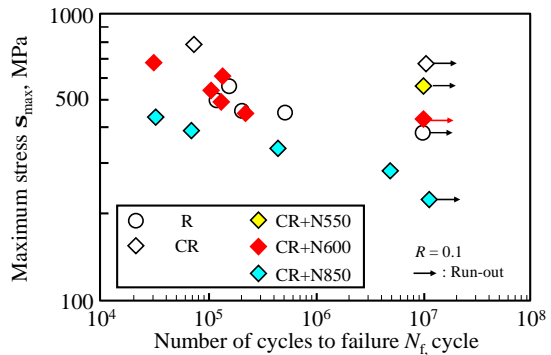 1000
500
100
Maximum stress s_max, MPa
R
CR
CR+N550
CR+N600
CR+N850
R = 0.1
: Run-out
10^4 10^5 10^6 10^7 10^8
Number of cycles to failure N_f, cycle